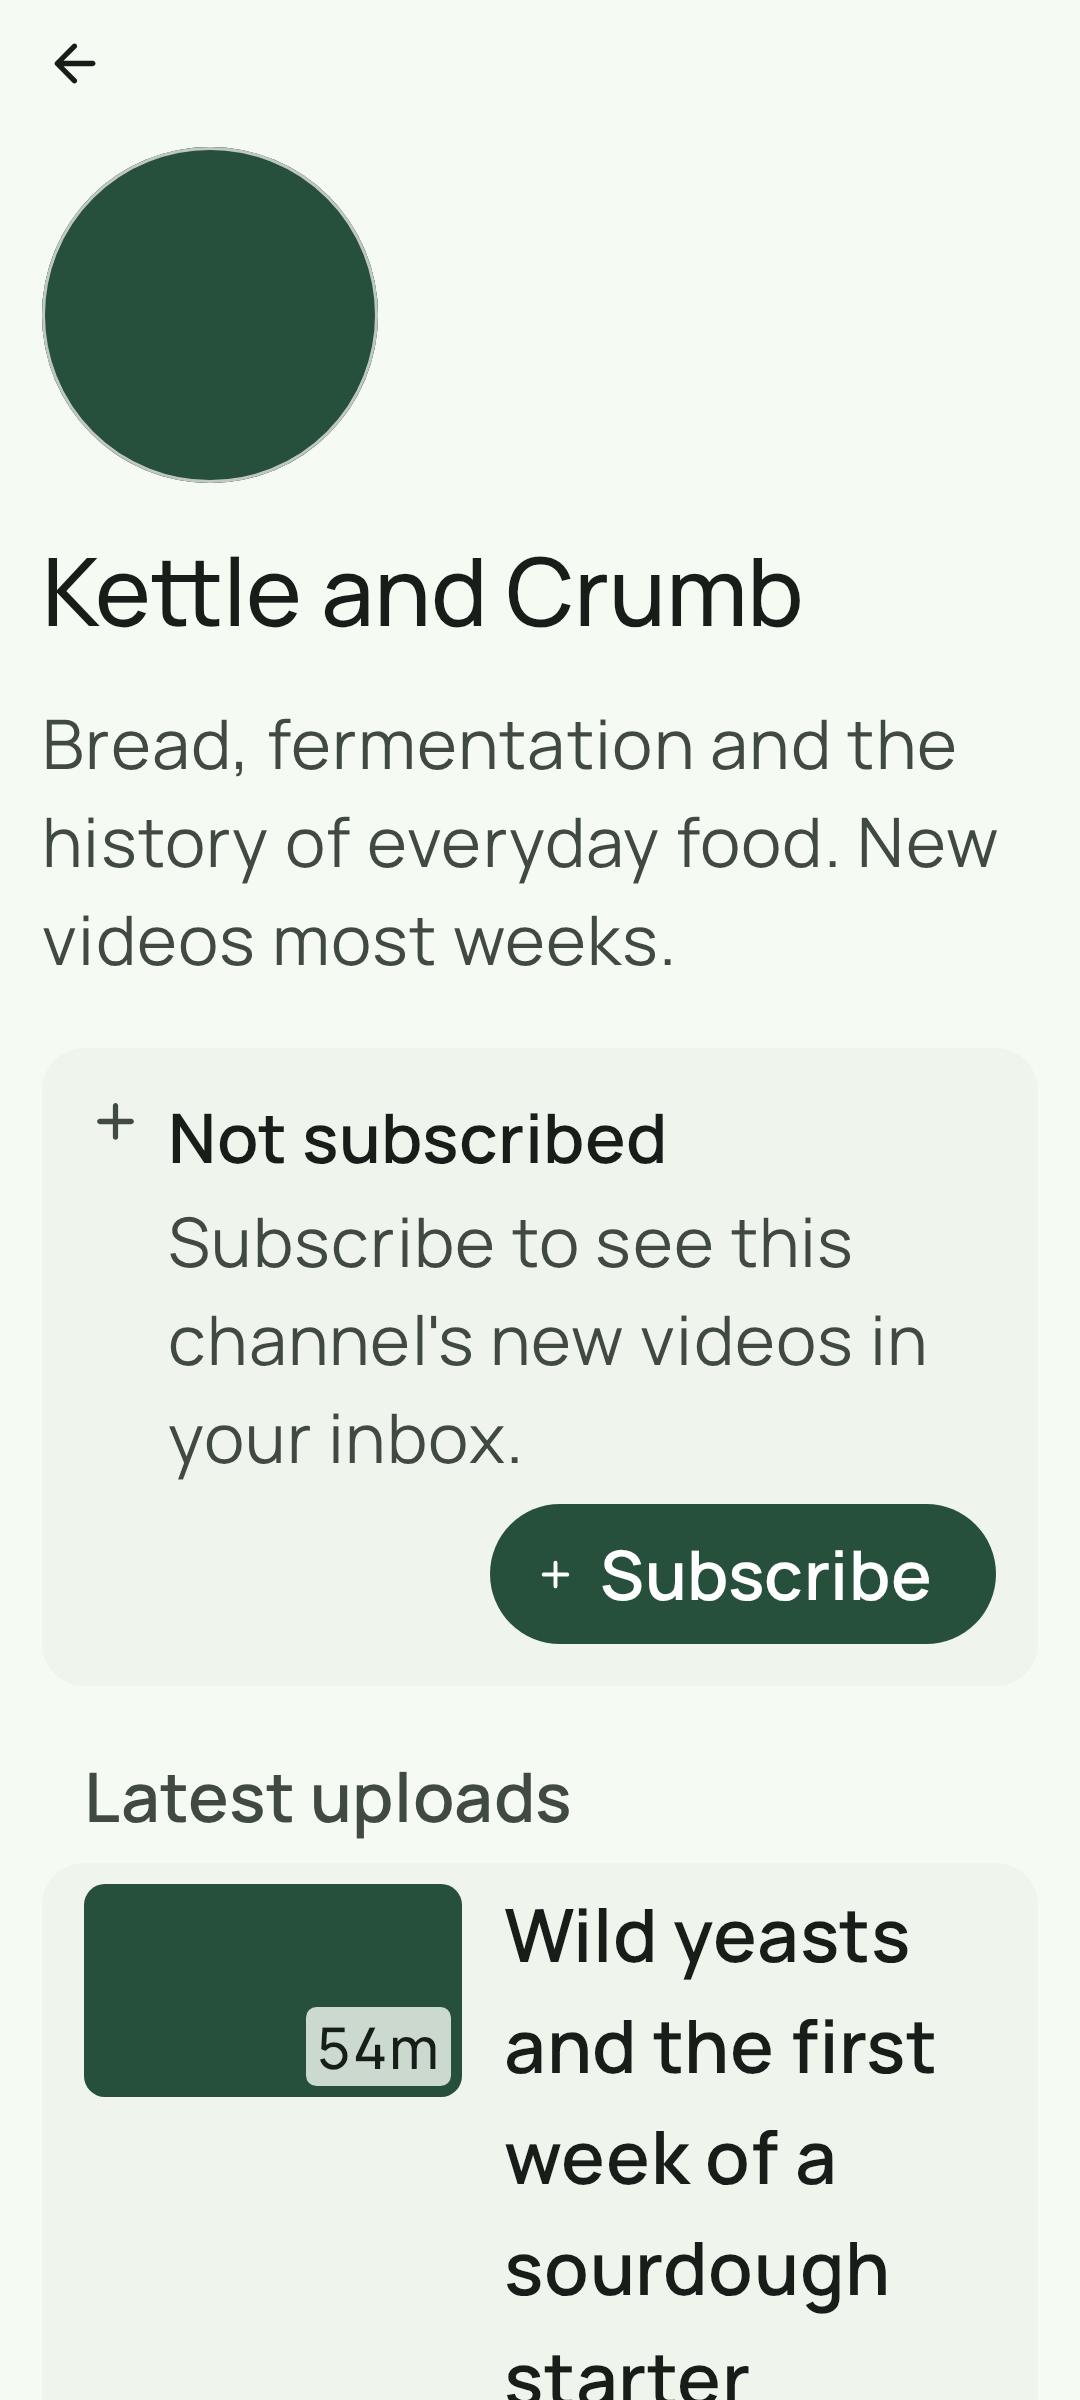 Kettle and Crumb
Bread, fermentation and the
history of everyday food. New
videos most weeks.
Not subscribed
Subscribe to see this
channel's new videos in
your inbox.
Subscribe
Latest uploads
54m
Wild yeasts
and the first
week of a
sourdough
starter